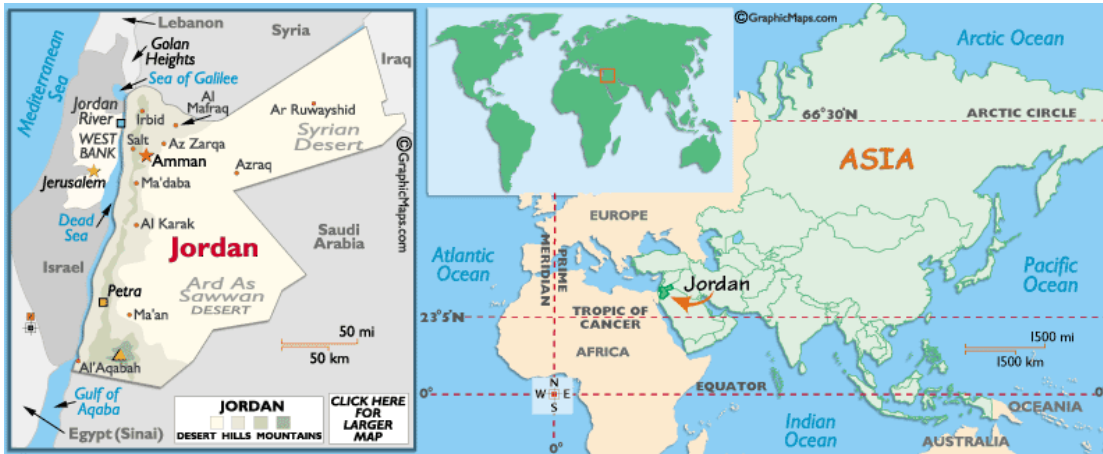 Lebanon
Golan
Heights
Syria
Iraq
Mediterranean
Sea
Sea of Galilee
Jordan
River
Al
Mafraq
Ar Ruwayshid
Irbid
Syrian
Desert
WEST
BANK
Salt
Az Zarqa
Amman
Azraq
Jerusalem
Ma'daba
Dead
Sea
Al Karak
Jordan
Saudi
Arabia
Israel
Petra
Ard As
Sawwan
DESERT
Ma'an
50 mi
50 km
Al'Aqabah
Gulf of
Aqaba
Egypt (Sinai)
JORDAN
DESERT HILLS MOUNTAINS
CLICK HERE
FOR
LARGER
MAP
©GraphicMaps.com
©GraphicMaps.com
Arctic Ocean
66°30'N
ARCTIC CIRCLE
ASIA
EUROPE
Atlantic
Ocean
PRIME
MERIDIAN
Jordan
Pacific
Ocean
23°5'N
TROPIC OF
CANCER
AFRICA
1500 mi
1500 km
EQUATOR
0°
0°
N
W E
S
0°
Indian
Ocean
OCEANIA
AUSTRALIA